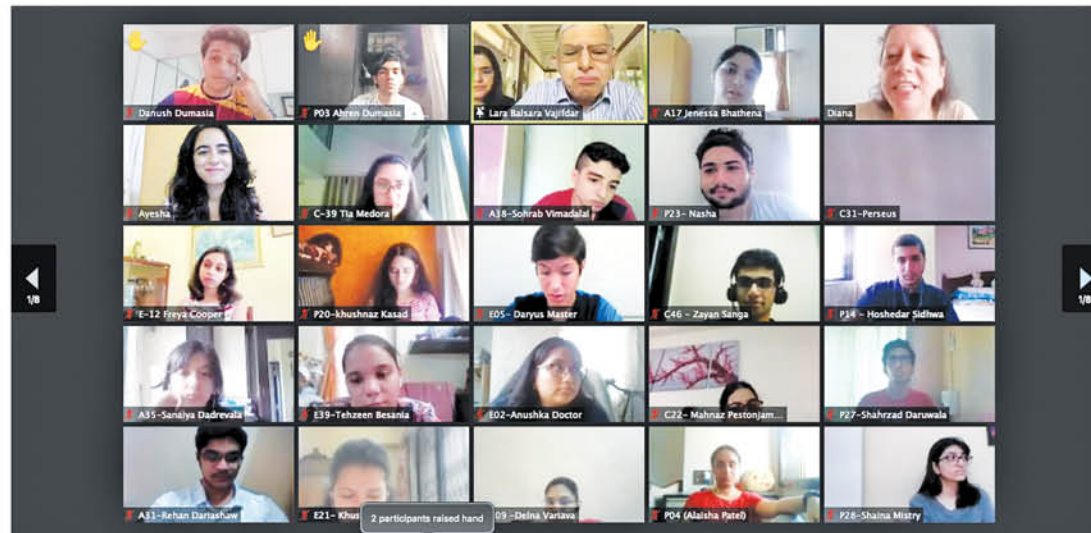 Danush Dumasia
P03 Ahren Dumasia
Lara Balsara Vajifdar
A17 Jenessa Bhathena
Diana
Ayesha
C-39 Tia Medora
A38-Sohrab Vimadalal
P23- Nasha
C31-Perseus
1/8
1/8
E-12 Freya Cooper
P20-khushnaz Kasad
E05- Daryus Master
C46 - Zayan Sanga
P14 - Hoshedar Sidhwa
A35-Sanaiya Dadrevala
E39-Tehzeen Besania
E02-Anushka Doctor
C22- Mahnaz Pestonjam...
P27-Shahrzad Daruwala
A31-Rehan Dariashaw
E21- Khus
09 -Delna Variava
P04 (Alaisha Patel)
P28-Shaina Mistry
2 participants raised hand